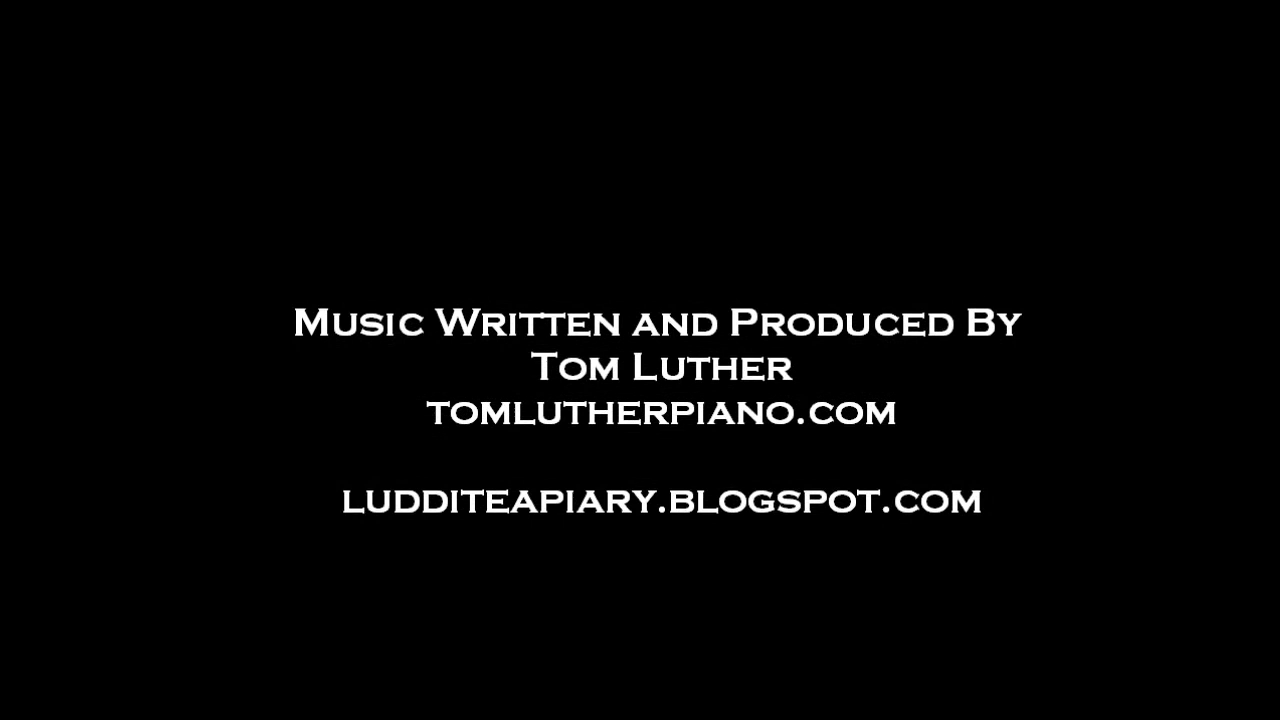 Music Written and Produced By
Tom Luther
tomlutherpiano.com
ludditeapiary.blogspot.com